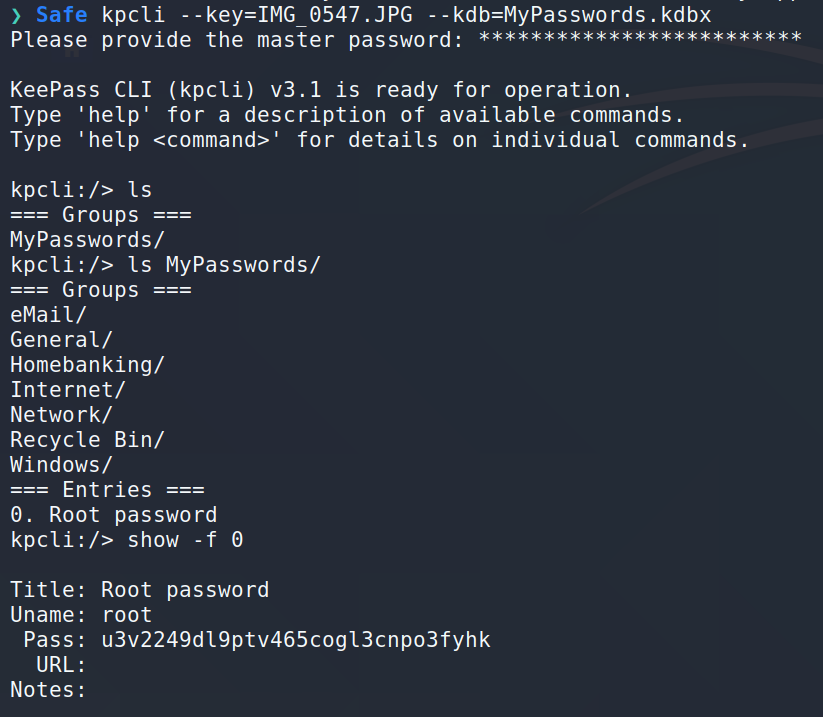 ❯ Safe kpcli --key=IMG_0547.JPG --kdb=MyPasswords.kdbx
Please provide the master password: *************************
KeePass CLI (kpcli) v3.1 is ready for operation.
Type 'help' for a description of available commands.
Type 'help <command>' for details on individual commands.
kpcli:/> ls
=== Groups ===
MyPasswords/
kpcli:/> ls MyPasswords/
=== Groups ===
eMail/
General/
Homebanking/
Internet/
Network/
Recycle Bin/
Windows/
=== Entries ===
0. Root password
kpcli:/> show -f 0
Title: Root password
Uname: root
Pass: u3v2249dl9ptv465cogl3cnpo3fyhk
URL:
Notes: